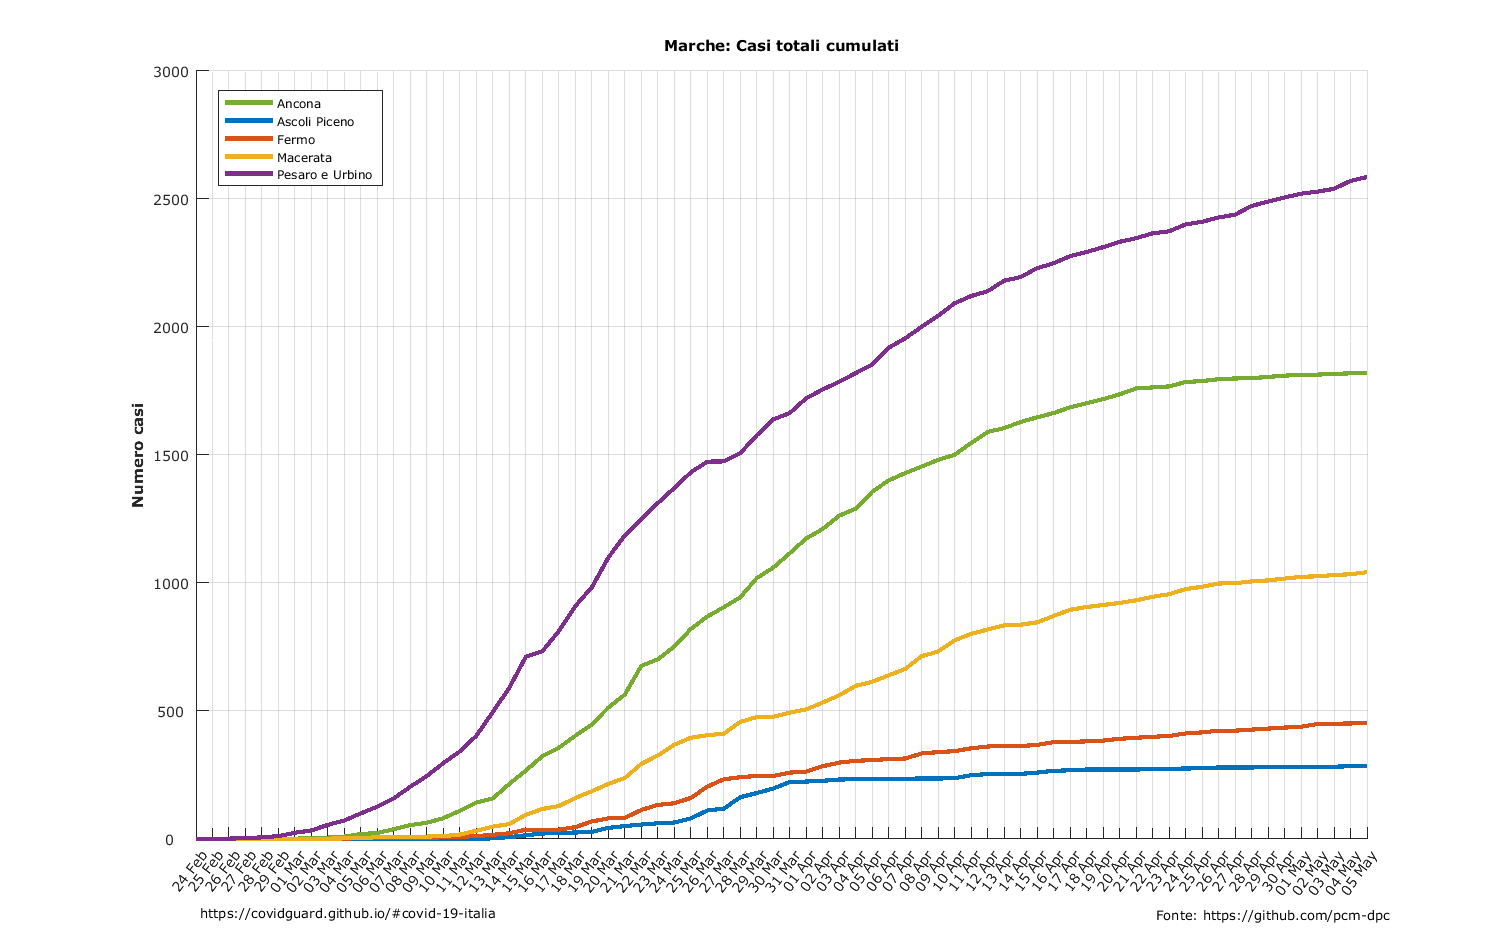 Marche: Casi totali cumulati
Numero casi
3000
2500
2000
1500
1000
500
0
Ancona
Ascoli Piceno
Fermo
Macerata
Pesaro e Urbino
24 Feb
25 Feb
26 Feb
27 Feb
28 Feb
29 Feb
01 Mar
02 Mar
03 Mar
04 Mar
05 Mar
06 Mar
07 Mar
08 Mar
09 Mar
10 Mar
11 Mar
12 Mar
13 Mar
14 Mar
15 Mar
16 Mar
17 Mar
18 Mar
19 Mar
20 Mar
21 Mar
22 Mar
23 Mar
24 Mar
25 Mar
26 Mar
27 Mar
28 Mar
29 Mar
30 Mar
31 Mar
01 Apr
02 Apr
03 Apr
04 Apr
05 Apr
06 Apr
07 Apr
08 Apr
09 Apr
10 Apr
11 Apr
12 Apr
13 Apr
14 Apr
15 Apr
16 Apr
17 Apr
18 Apr
19 Apr
20 Apr
21 Apr
22 Apr
23 Apr
24 Apr
25 Apr
26 Apr
27 Apr
28 Apr
29 Apr
30 Apr
01 May
02 May
03 May
04 May
05 May
https://covidguard.github.io/#covid-19-italia
Fonte: https://github.com/pcm-dpc